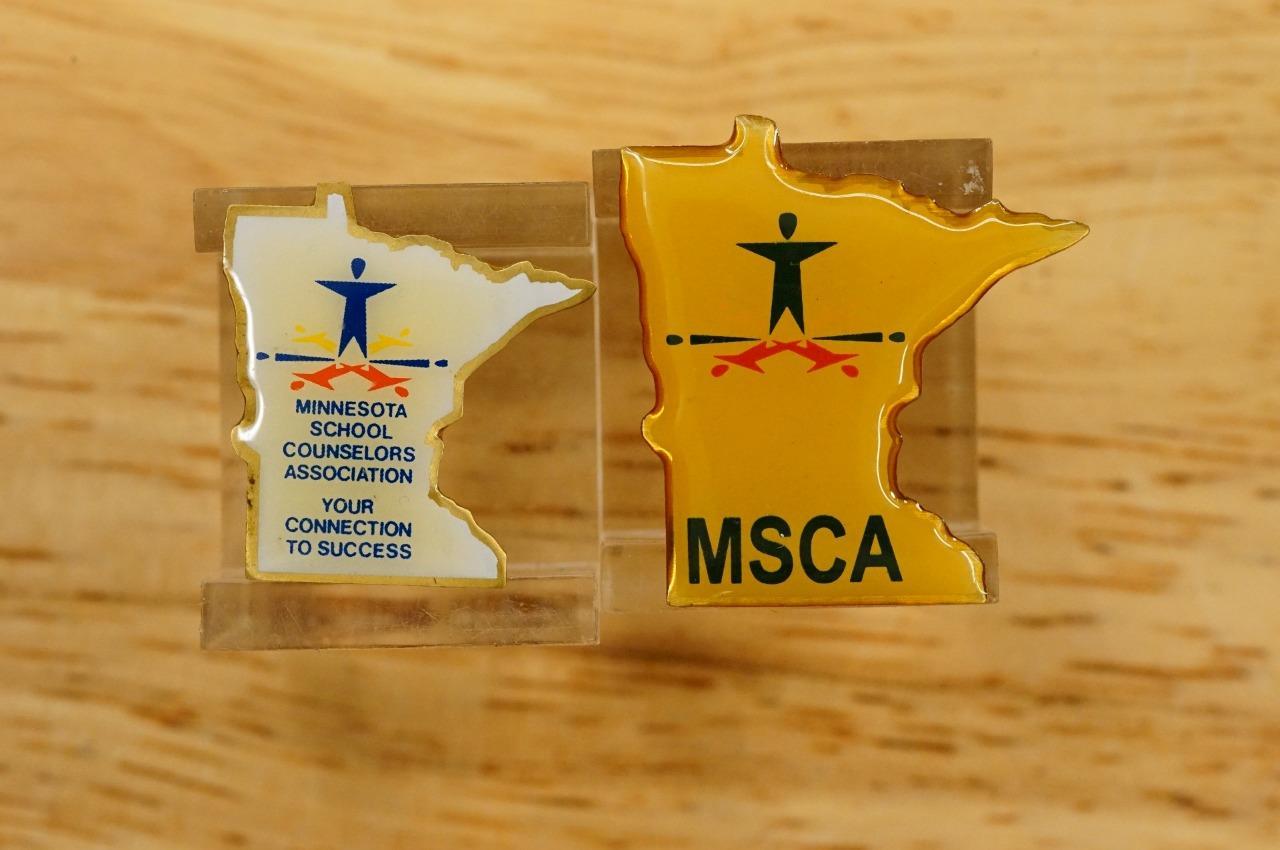 MINNESOTA
SCHOOL
COUNSELORS
ASSOCIATION
YOUR
CONNECTION
TO SUCCESS
MSCA